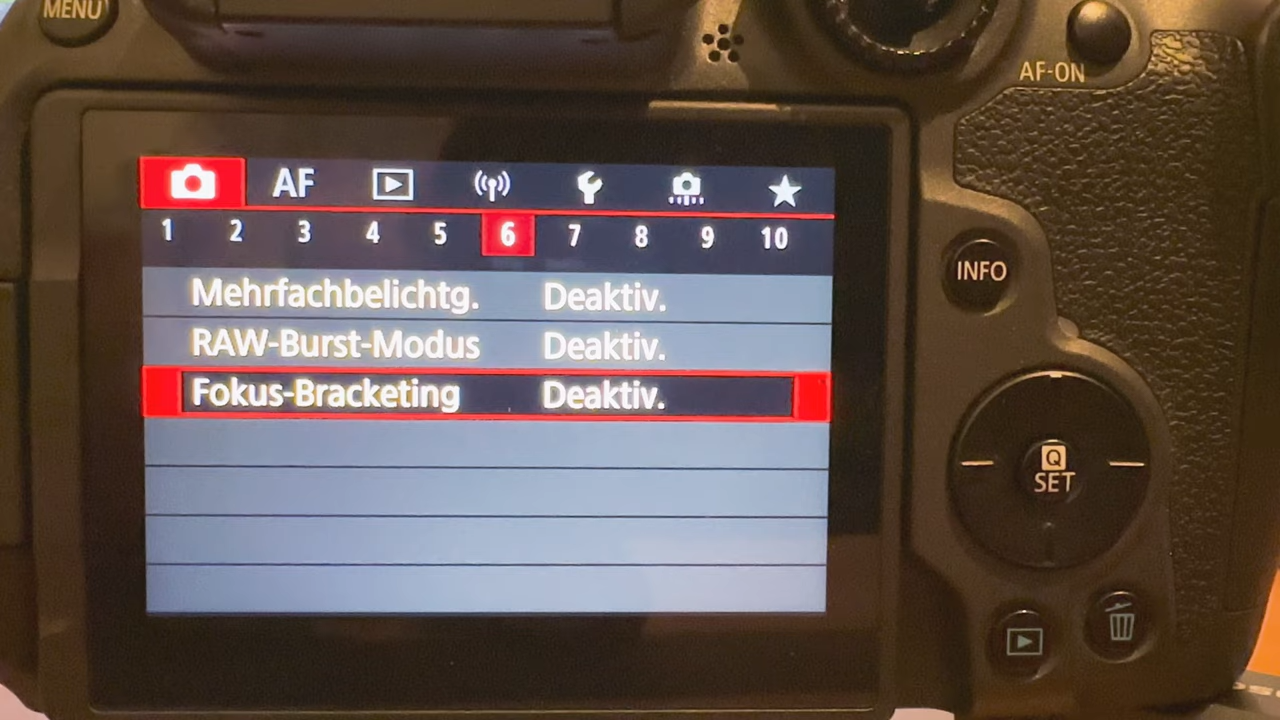 MENU
AF-ON
AF
1 2 3 4 5 6 7 8 9 10
Mehrfachbelichtg. Deaktiv.
RAW-Burst-Modus Deaktiv.
Fokus-Bracketing Deaktiv.
INFO
Q
SET